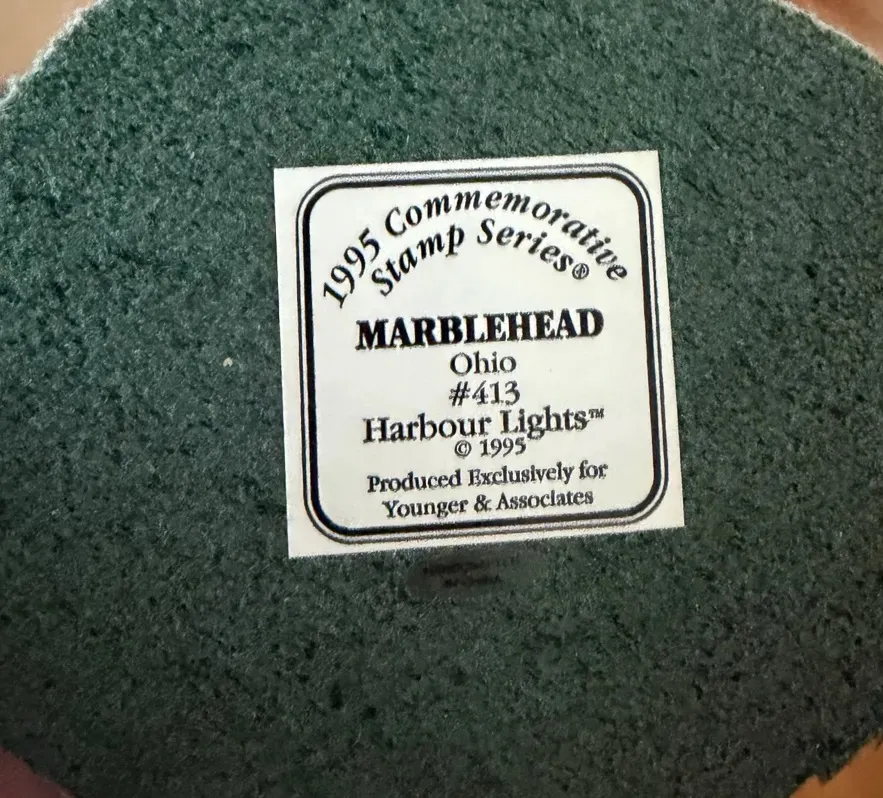 1995 Commemorative
Stamp Series®
MARBLEHEAD
Ohio
#413
Harbour Lights™
© 1995
Produced Exclusively for
Younger & Associates